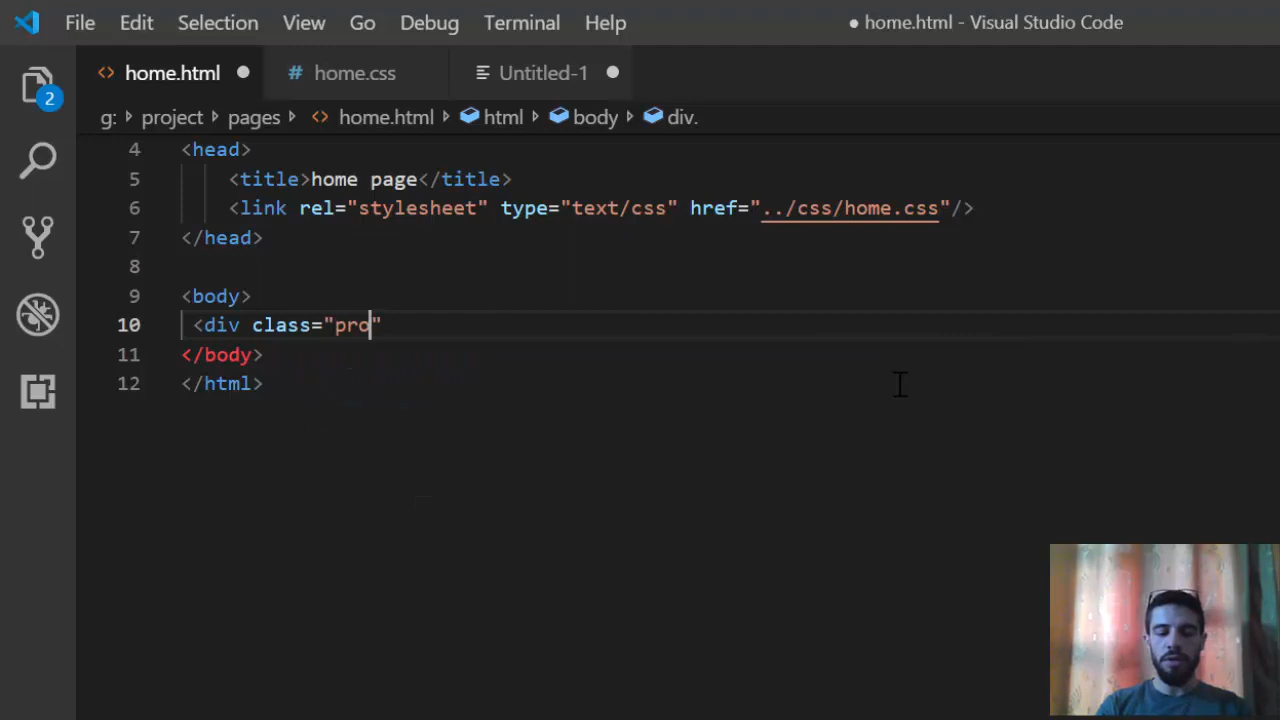 File Edit Selection View Go Debug Terminal Help ● home.html - Visual Studio Code
<> home.html ● # home.css Untitled-1 ●
2
g: project pages <> home.html html body div.
4 <head>
5 <title>home page</title>
6 <link rel="stylesheet" type="text/css" href="../css/home.css"/>
7 </head>
8
9 <body>
10 <div class="pro"
11 </body>
12 </html>